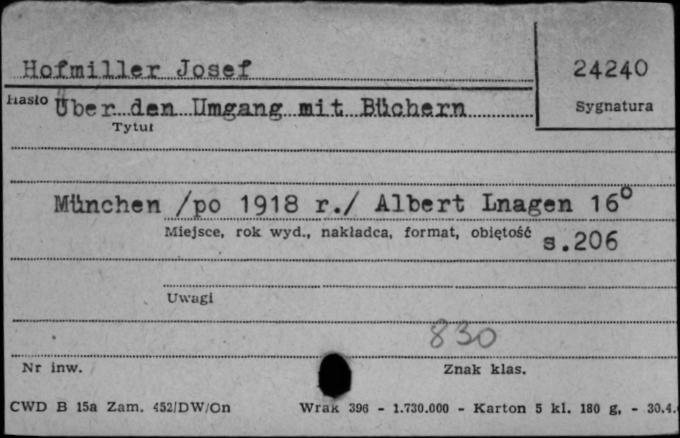 Hofmiller Josef
24240
Hasło Über den Umgang mit Büchern
Sygnatura
Tytuł
München /po 1918 r./ Albert Lnagen 16°
Miejsce, rok wyd., nakładca, format, objętość s.206
Uwagi
830
Nr inw. Znak klas.
CWD B 15a Zam. 452/DW/On Wrak 396 - 1.730.000 - Karton 5 kl. 180 g. - 30.4.